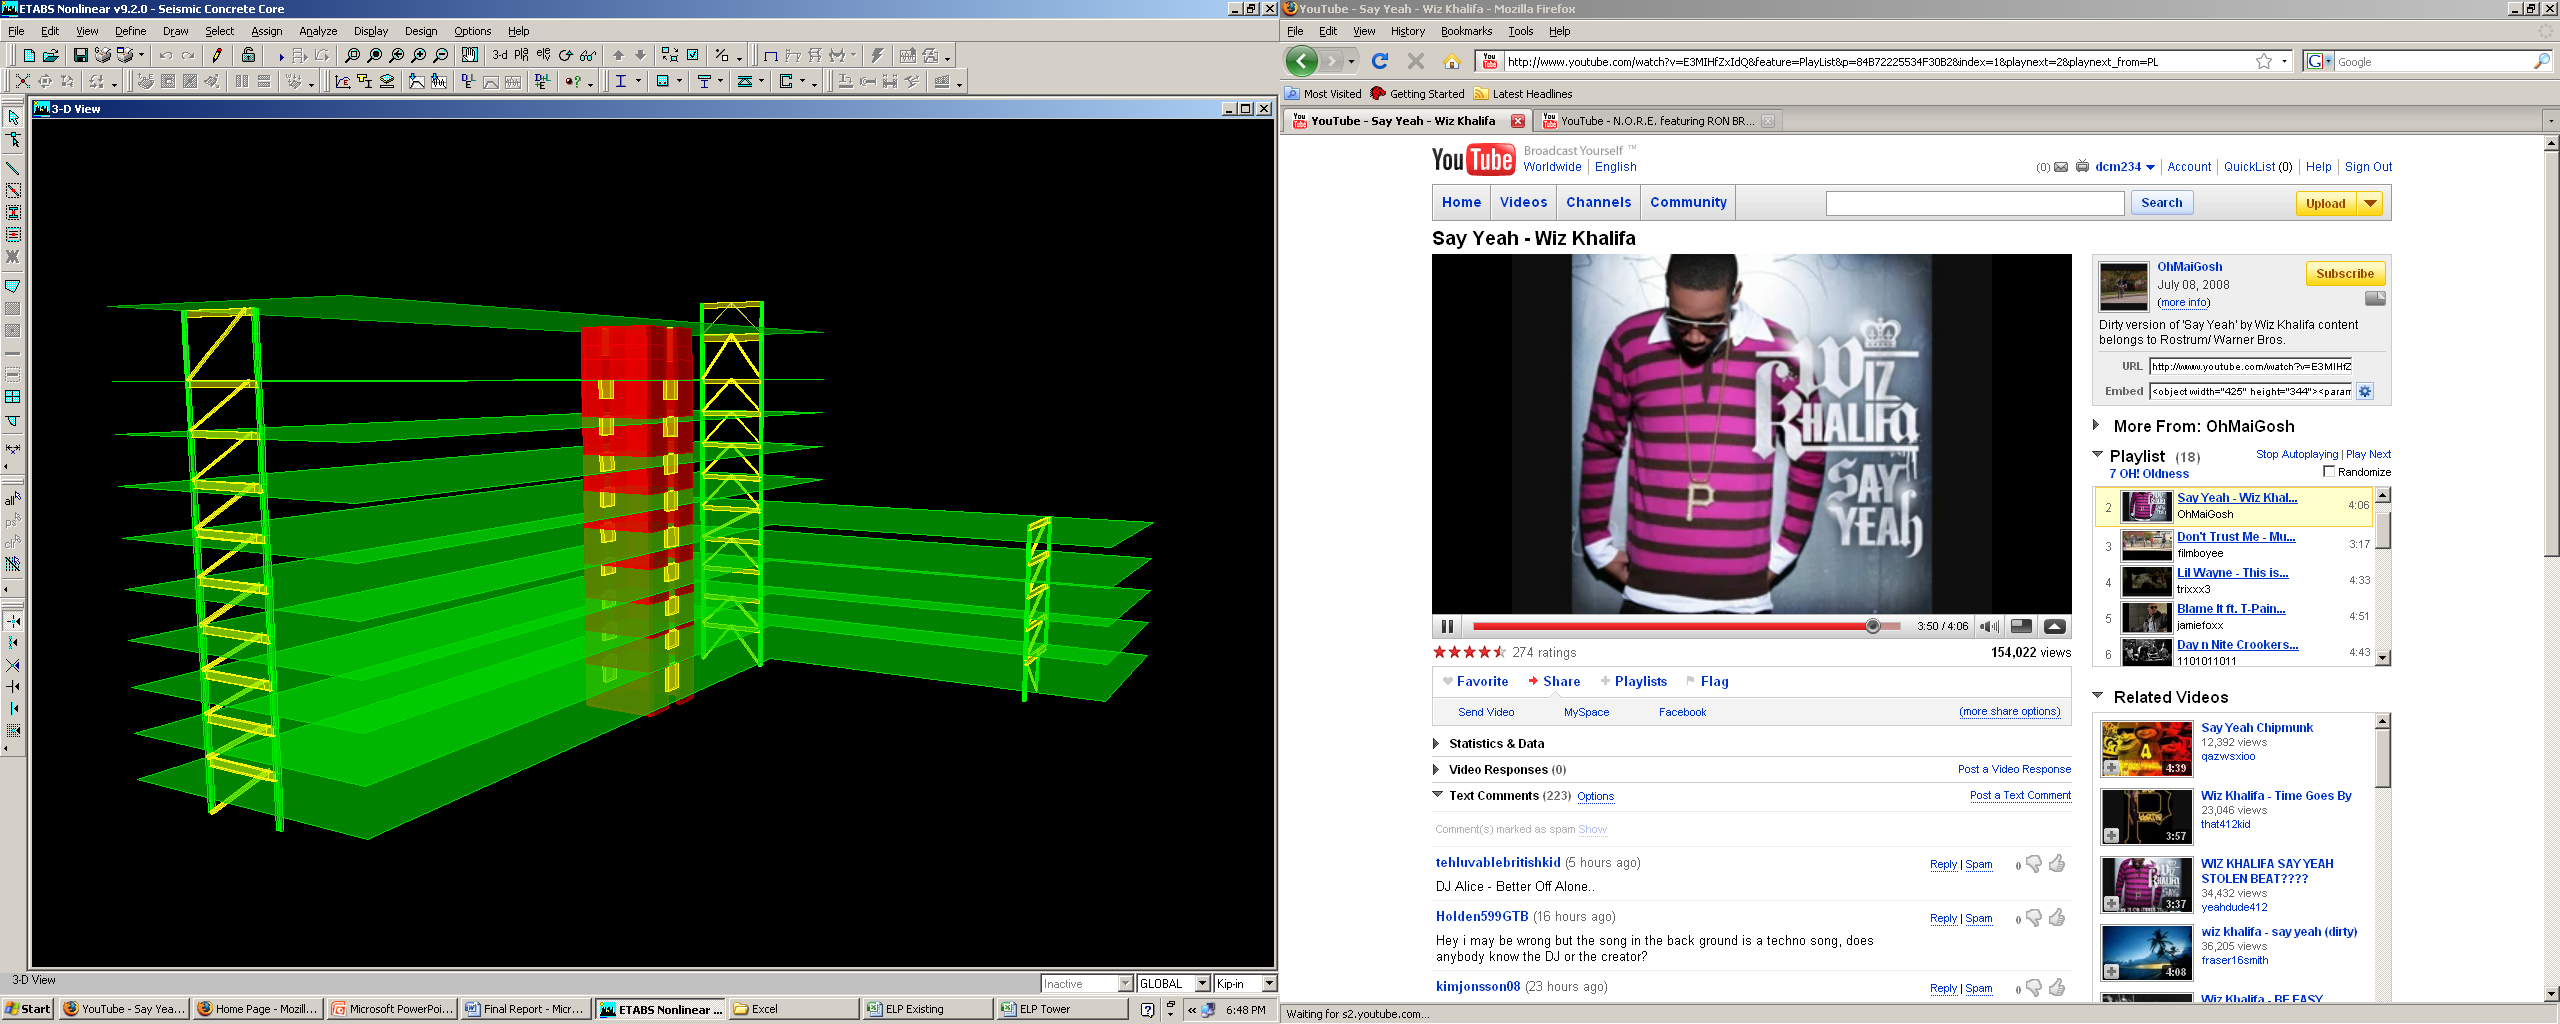 ETABS Nonlinear v9.2.0 - Seismic Concrete Core
File Edit View Define Draw Select Assign Analyze Display Design Options Help
3-d
3-D View
all
ps
clr
3-D View
Inactive GLOBAL Kip-in
Start YouTube - Say Yea... Home Page - Mozill... Microsoft PowerPoi... Final Report - Micr... ETABS Nonlinear ... Excel ELP Existing ELP Tower 6:48 PM
YouTube - Say Yeah - Wiz Khalifa - Mozilla Firefox
File Edit View History Bookmarks Tools Help
http://www.youtube.com/watch?v=E3MIHfZxIdQ&feature=PlayList&p=84B72225534F30B2&index=1&playnext=2&playnext_from=PL
Google
Most Visited Getting Started Latest Headlines
YouTube - Say Yeah - Wiz Khalifa
YouTube - N.O.R.E. featuring RON BR...
YouTube Broadcast Yourself ™
Worldwide English
(0) dcm234 Account QuickList (0) Help Sign Out
Home Videos Channels Community Search Upload
Say Yeah - Wiz Khalifa
WIZ
KHALIFA
SAY
YEAH
P
3:50 / 4:06
274 ratings
154,022 views
Favorite Share Playlists Flag
Send Video MySpace Facebook (more share options)
Statistics & Data
Video Responses (0) Post a Video Response
Text Comments (223) Options Post a Text Comment
Comment(s) marked as spam Show
tehluvablebritishkid (5 hours ago) Reply | Spam 0
DJ Alice - Better Off Alone..
Holden599GTB (16 hours ago) Reply | Spam 0
Hey i may be wrong but the song in the back ground is a techno song, does
anybody know the DJ or the creator?
kimjonsson08 (23 hours ago) Reply | Spam 0
OhMaiGosh
July 08, 2008
(more info)
Subscribe
Dirty version of 'Say Yeah' by Wiz Khalifa content
belongs to Rostrum/ Warner Bros.
URL http://www.youtube.com/watch?v=E3MIHfZ
Embed <object width="425" height="344"><param
More From: OhMaiGosh
Playlist (18) Stop Autoplaying | Play Next
7 OH! Oldness Randomize
2 Say Yeah - Wiz Khal... 4:06
OhMaiGosh
3 Don't Trust Me - Mu... 3:17
filmboyee
4 Lil Wayne - This is... 4:33
trixxx3
5 Blame It ft. T-Pain... 4:51
jamiefoxx
6 Day n Nite Crookers... 4:43
1101011011
Related Videos
Say Yeah Chipmunk
12,392 views
qazwsxioo
4:39
Wiz Khalifa - Time Goes By
23,046 views
that412kid
3:57
WIZ KHALIFA SAY YEAH
STOLEN BEAT????
34,432 views
yeahdude412
3:37
wiz khalifa - say yeah (dirty)
36,205 views
fraser16smith
4:08
Wiz Khalifa - BE EASY
Waiting for s2.youtube.com...